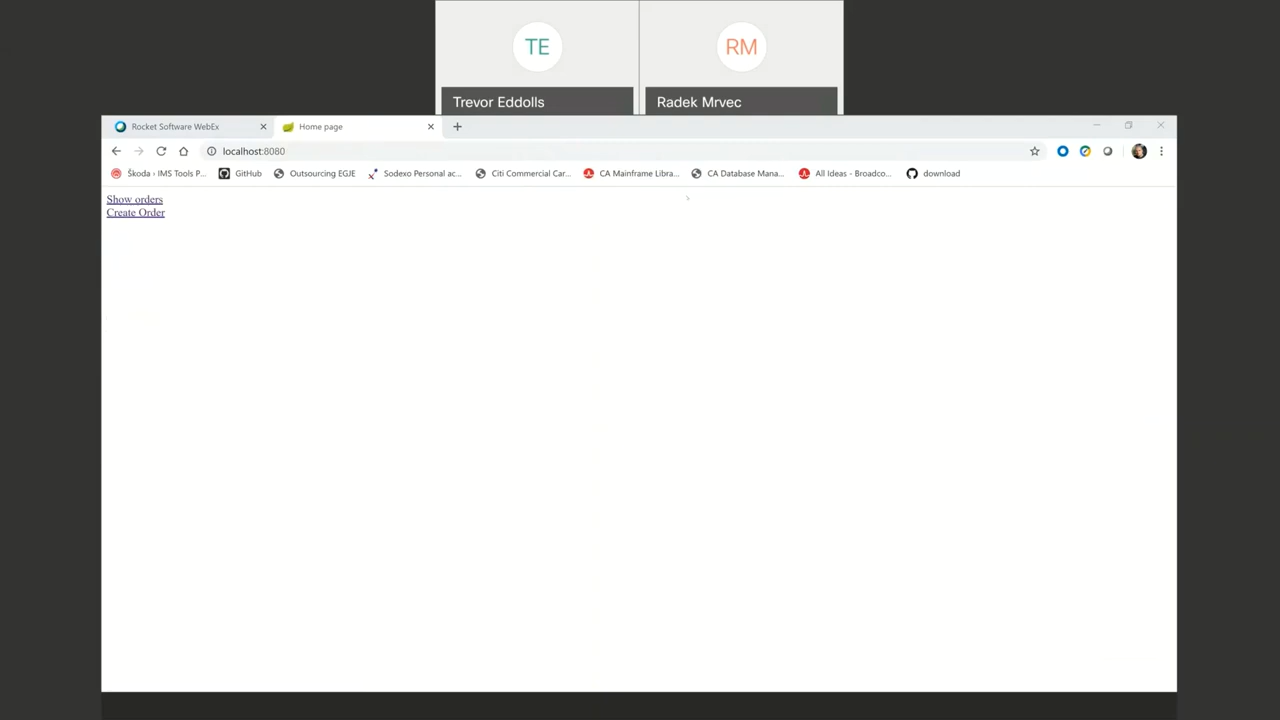 TE
RM
Trevor Eddolls
Radek Mrvec
Rocket Software WebEx
Home page
localhost:8080
Škoda › IMS Tools P...
GitHub
Outsourcing EGJE
Sodexo Personal ac...
Citi Commercial Car...
CA Mainframe Libra...
CA Database Mana...
All Ideas - Broadco...
download
Show orders
Create Order